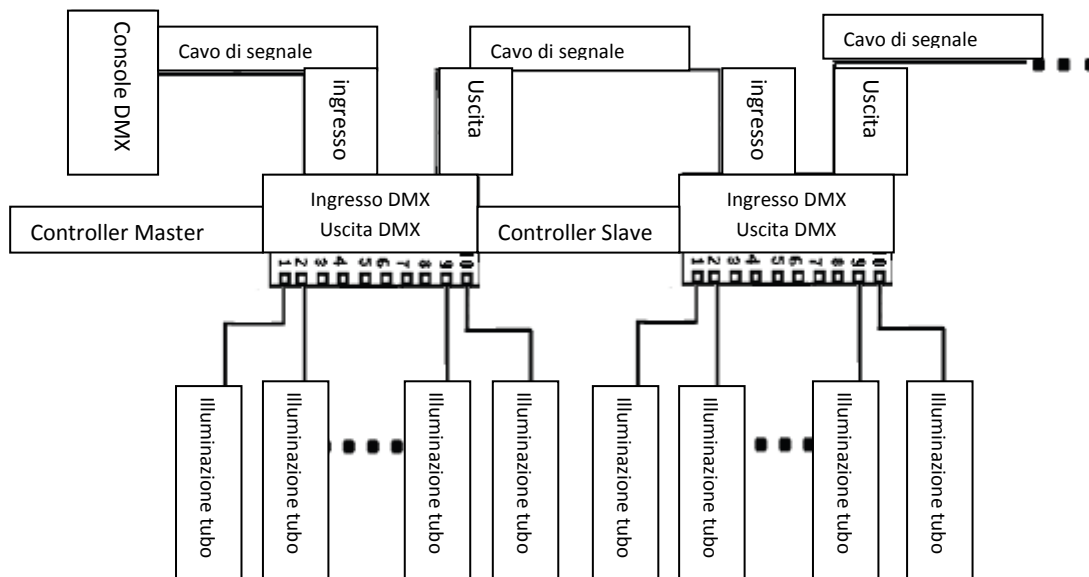 Console DMX
Cavo di segnale
Cavo di segnale
Cavo di segnale
ingresso
Uscita
ingresso
Uscita
Controller Master
Ingresso DMX
Uscita DMX
Controller Slave
Ingresso DMX
Uscita DMX
1 2 3 4 5 6 7 8 9 10
1 2 3 4 5 6 7 8 9
Illuminazione tubo
Illuminazione tubo
Illuminazione tubo
Illuminazione tubo
Illuminazione tubo
Illuminazione tubo
Illuminazione tubo
Illuminazione tubo